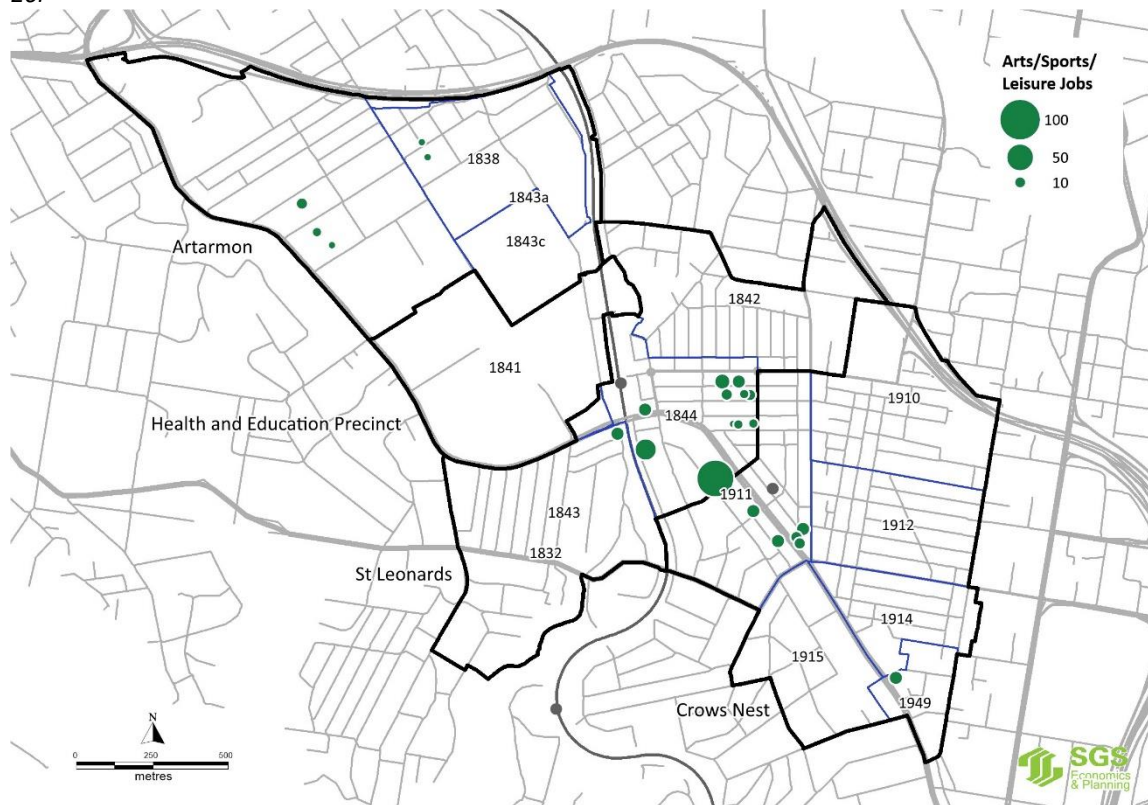 Arts/Sports/
Leisure Jobs
100
50
10
1838
1843a
1843c
Artarmon
1842
1841
1910
Health and Education Precinct
1844
1911
1843
1912
1832
St Leonards
1914
1915
1949
Crows Nest
N
0 250 500
metres
SGS
Economics
& Planning